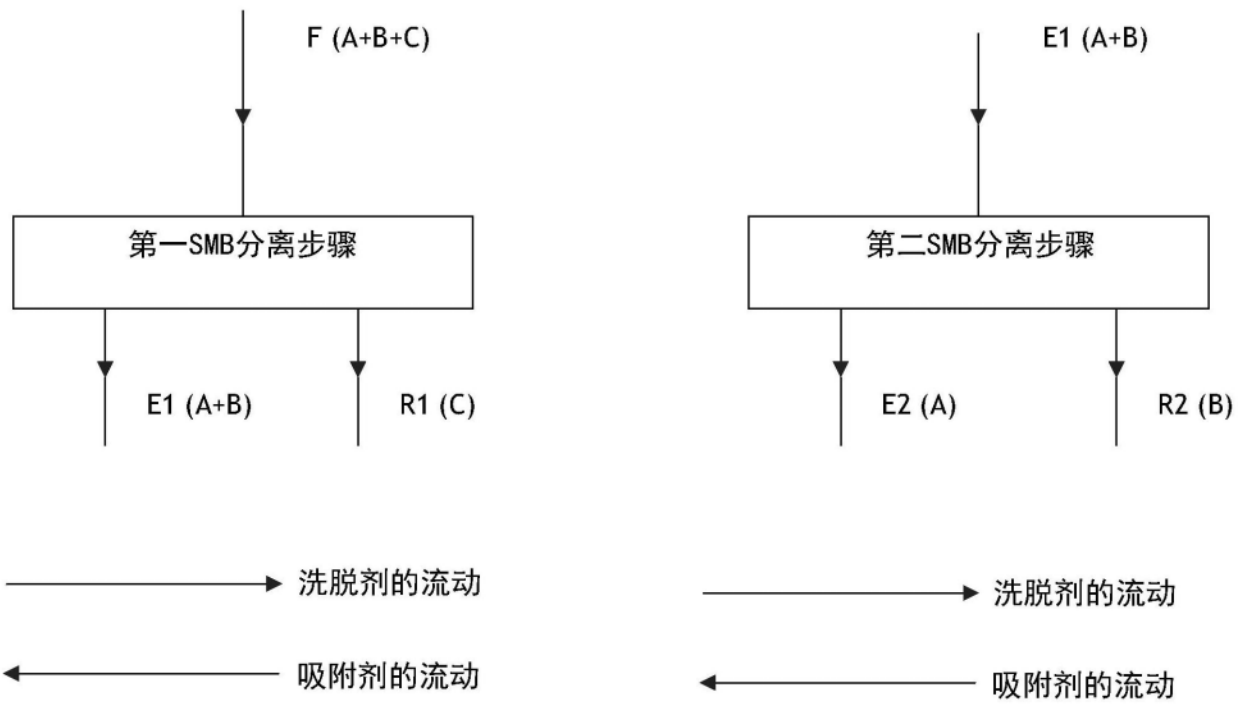 F (A+B+C)
第一SMB分离步骤
E1 (A+B)
R1 (C)
洗脱剂的流动
吸附剂的流动
E1 (A+B)
第二SMB分离步骤
E2 (A)
R2 (B)
洗脱剂的流动
吸附剂的流动